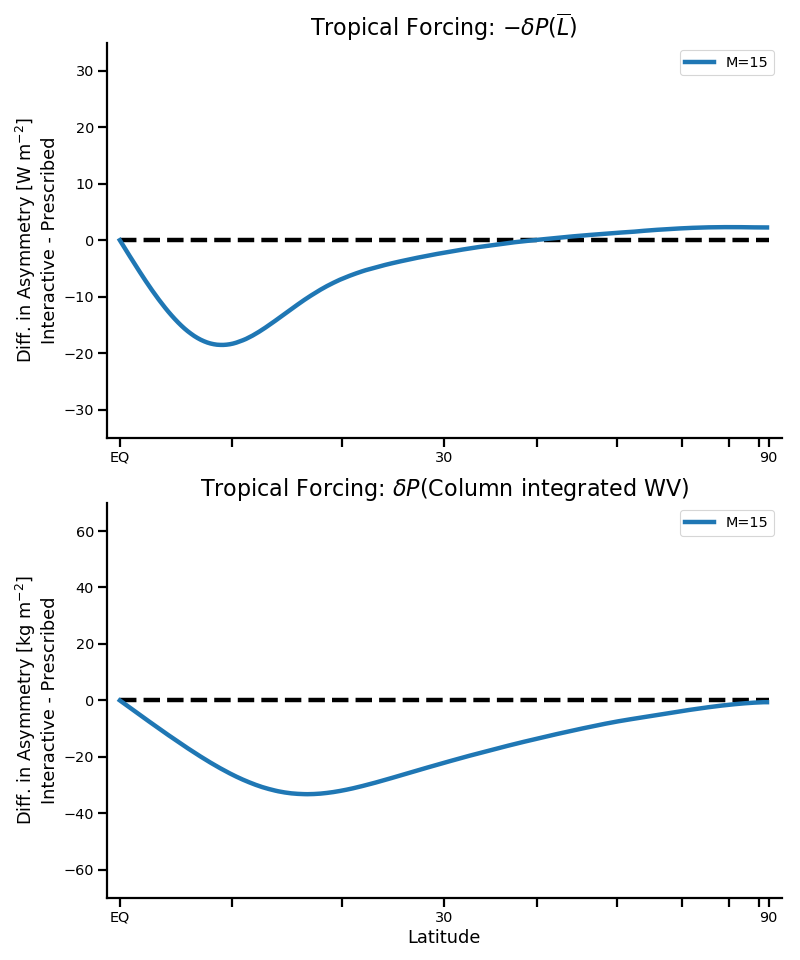 Tropical Forcing: −δP(L̅)
M=15
30
20
10
0
−10
−20
−30
Diff. in Asymmetry [W m⁻²]
Interactive - Prescribed
EQ 30 90
Tropical Forcing: δP(Column integrated WV)
M=15
60
40
20
0
−20
−40
−60
Diff. in Asymmetry [kg m⁻²]
Interactive - Prescribed
EQ 30 90
Latitude